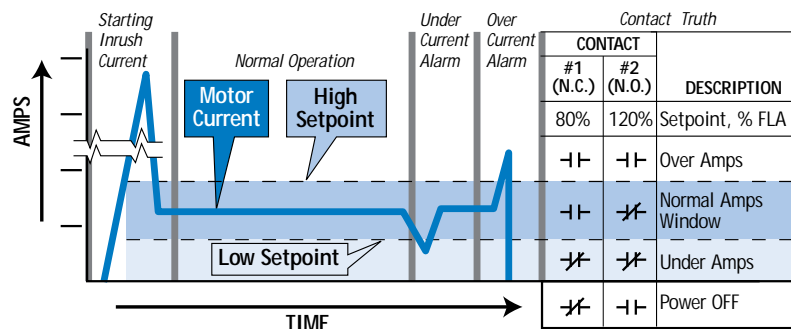 Starting
Inrush
Current
Normal Operation
Under
Current
Alarm
Over
Current
Alarm
Contact Truth
CONTACT
#1
(N.C.)
#2
(N.O.)
DESCRIPTION
80%
120%
Setpoint, % FLA
Over Amps
Normal Amps
Window
Under Amps
Power OFF
AMPS
Motor
Current
High
Setpoint
Low Setpoint
TIME